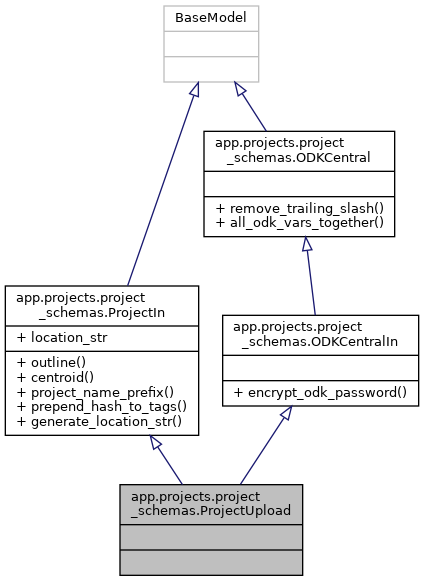 BaseModel
app.projects.project
_schemas.ODKCentral
+ remove_trailing_slash()
+ all_odk_vars_together()
app.projects.project
_schemas.ProjectIn
+ location_str
+ outline()
+ centroid()
+ project_name_prefix()
+ prepend_hash_to_tags()
+ generate_location_str()
app.projects.project
_schemas.ODKCentralIn
+ encrypt_odk_password()
app.projects.project
_schemas.ProjectUpload